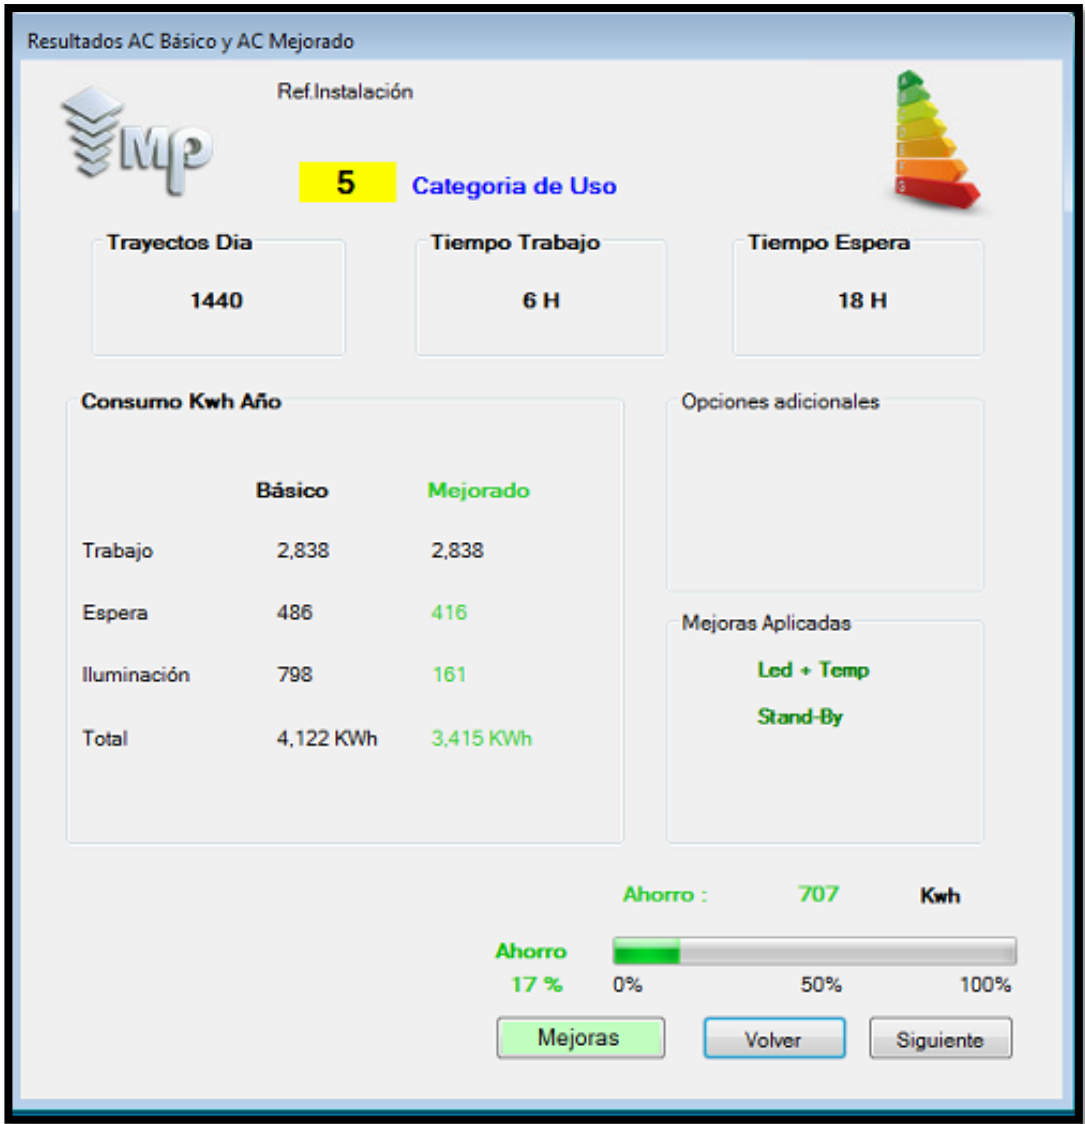 Resultados AC Básico y AC Mejorado
Ref.Instalación
MP
5 Categoria de Uso
Trayectos Dia Tiempo Trabajo Tiempo Espera
1440 6 H 18 H
Consumo Kwh Año Opciones adicionales
Básico Mejorado
Trabajo 2,838 2,838
Espera 486 416
Mejoras Aplicadas
Iluminación 798 161
Led + Temp
Stand-By
Total 4,122 KWh 3,415 KWh
Ahorro : 707 Kwh
Ahorro
17 % 0% 50% 100%
Mejoras Volver Siguiente